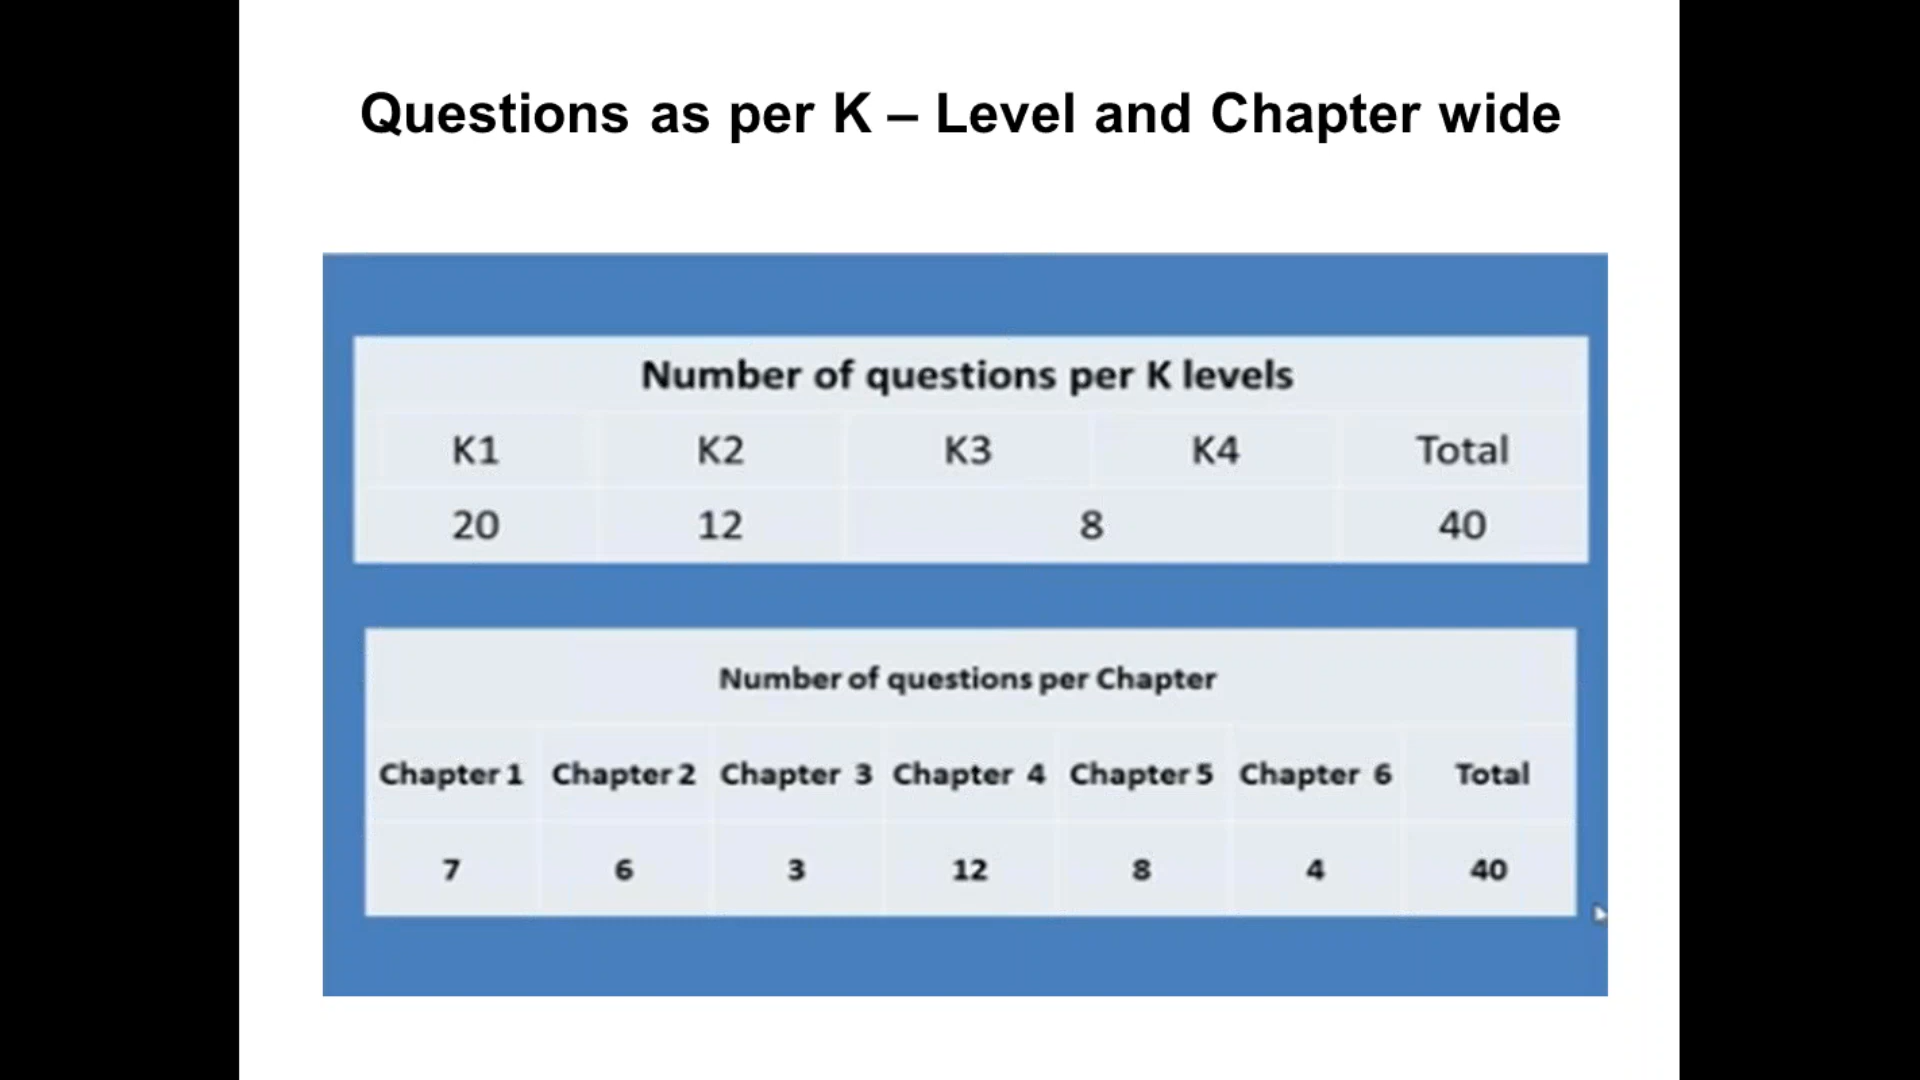 Questions as per K – Level and Chapter wide
Number of questions per K levels
K1 K2 K3 K4 Total
20 12 8 40
Number of questions per Chapter
Chapter 1 Chapter 2 Chapter 3 Chapter 4 Chapter 5 Chapter 6 Total
7 6 3 12 8 4 40